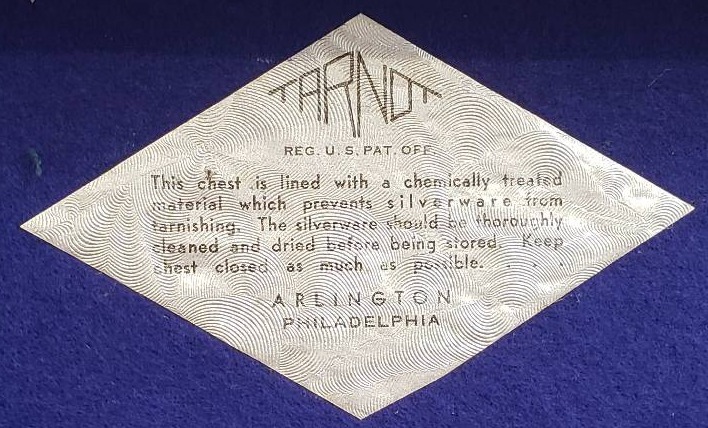 TARNOT
REG. U. S. PAT. OFF.
This chest is lined with a chemically treated
material which prevents silverware from
tarnishing. The silverware should be thoroughly
cleaned and dried before being stored. Keep
chest closed as much as possible. . . .
ARLINGTON
PHILADELPHIA